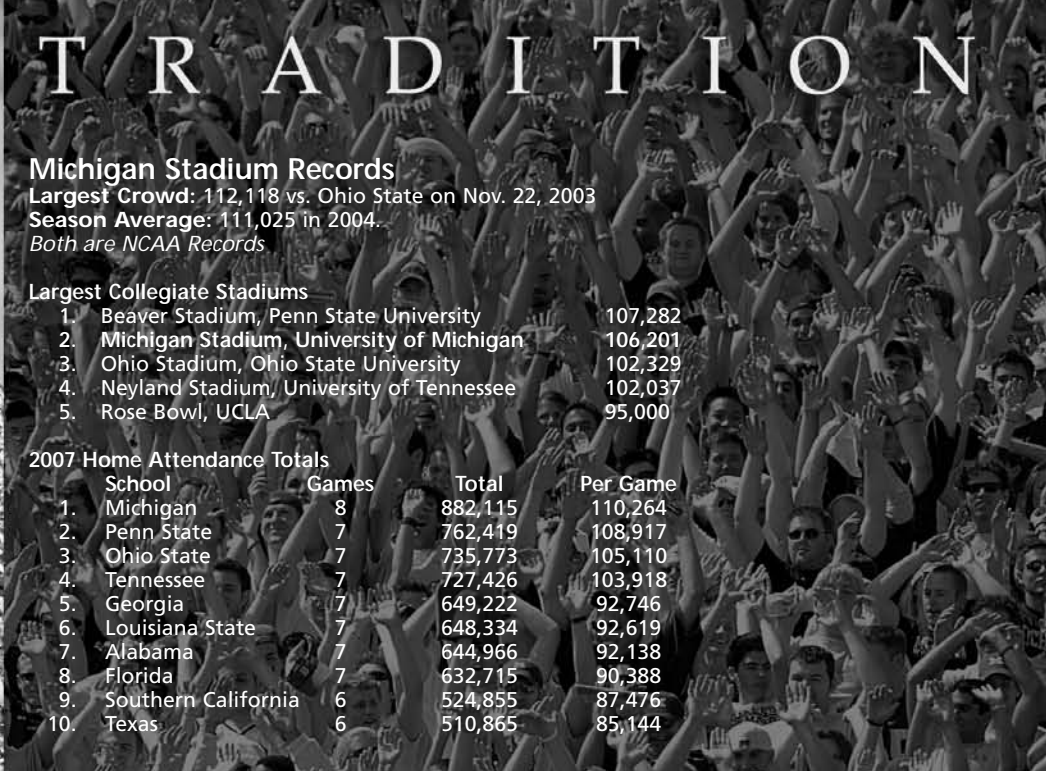 TRADITION
Michigan Stadium Records
Largest Crowd: 112,118 vs. Ohio State on Nov. 22, 2003
Season Average: 111,025 in 2004.
Both are NCAA Records
Largest Collegiate Stadiums
1. Beaver Stadium, Penn State University 107,282
2. Michigan Stadium, University of Michigan 106,201
3. Ohio Stadium, Ohio State University 102,329
4. Neyland Stadium, University of Tennessee 102,037
5. Rose Bowl, UCLA 95,000
2007 Home Attendance Totals
School Games Total Per Game
1. Michigan 8 882,115 110,264
2. Penn State 7 762,419 108,917
3. Ohio State 7 735,773 105,110
4. Tennessee 7 727,426 103,918
5. Georgia 7 649,222 92,746
6. Louisiana State 7 648,334 92,619
7. Alabama 7 644,966 92,138
8. Florida 7 632,715 90,388
9. Southern California 6 524,855 87,476
10. Texas 6 510,865 85,144